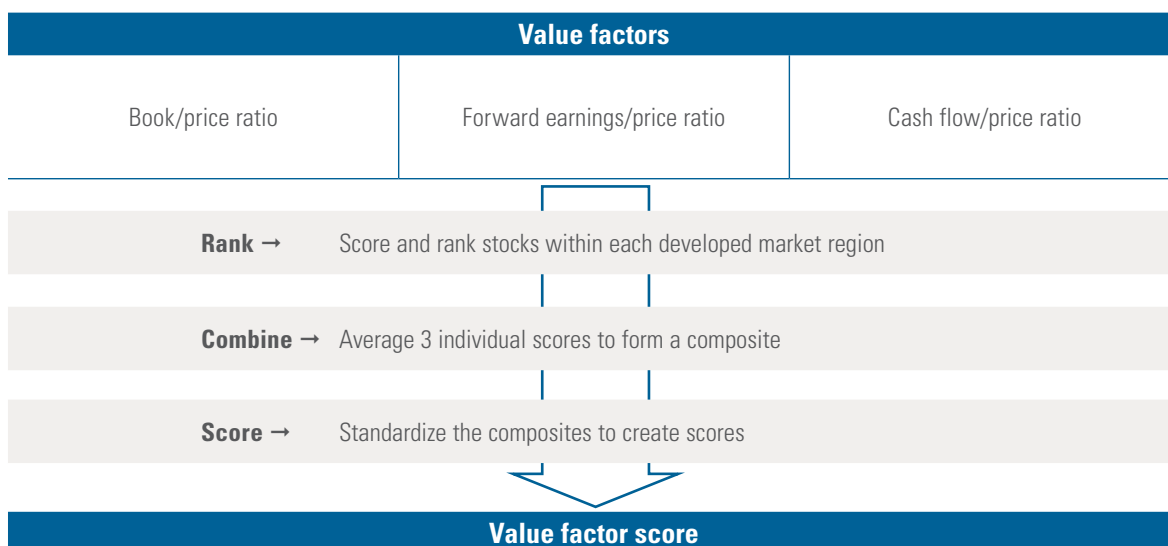 Value factors
Book/price ratio
Forward earnings/price ratio
Cash flow/price ratio
Rank → Score and rank stocks within each developed market region
Combine → Average 3 individual scores to form a composite
Score → Standardize the composites to create scores
Value factor score